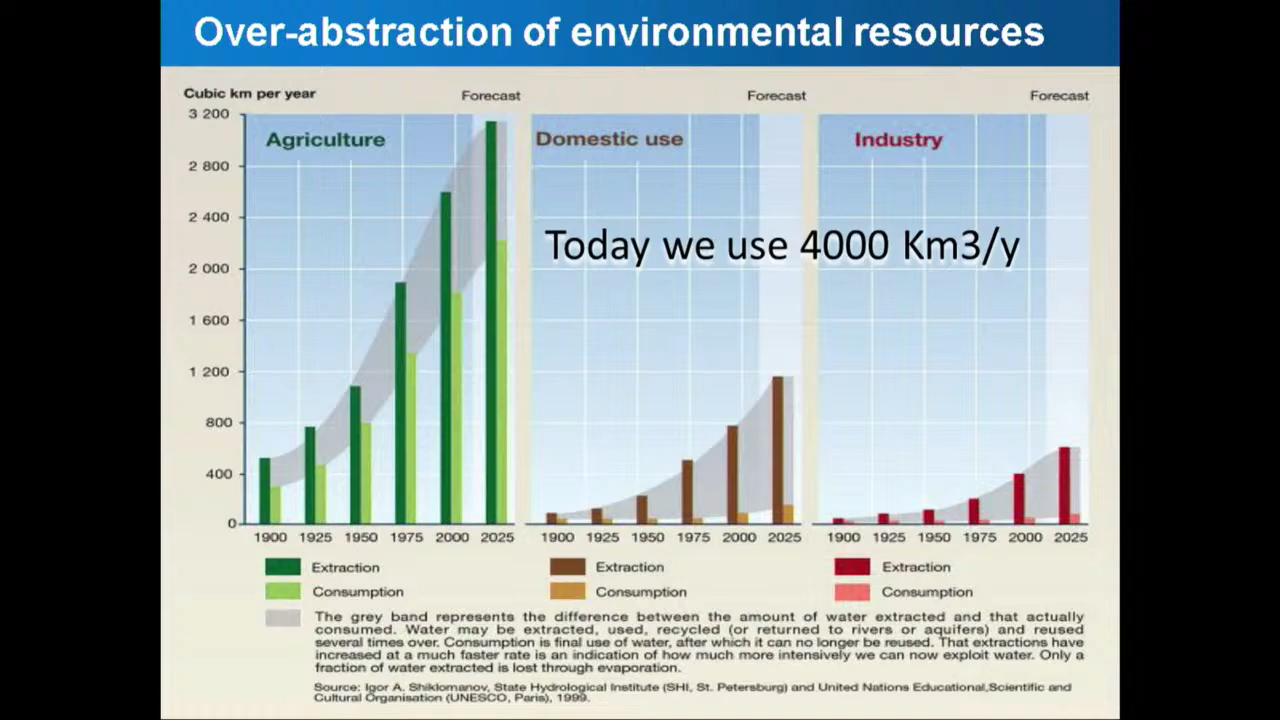 Over-abstraction of environmental resources
Cubic km per year
Forecast
Forecast
Forecast
3 200
2 800
2 400
2 000
1 600
1 200
800
400
0
Agriculture
Domestic use
Industry
Today we use 4000 Km3/y
1900 1925 1950 1975 2000 2025
1900 1925 1950 1975 2000 2025
1900 1925 1950 1975 2000 2025
Extraction
Consumption
Extraction
Consumption
Extraction
Consumption
The grey band represents the difference between the amount of water extracted and that actually
consumed. Water may be extracted, used, recycled (or returned to rivers or aquifers) and reused
several times over. Consumption is final use of water, after which it can no longer be reused. That extractions have
increased at a much faster rate is an indication of how much more intensively we can now exploit water. Only a
fraction of water extracted is lost through evaporation.
Source: Igor A. Shiklomanov, State Hydrological Institute (SHI, St. Petersburg) and United Nations Educational,Scientific and
Cultural Organisation (UNESCO, Paris), 1999.